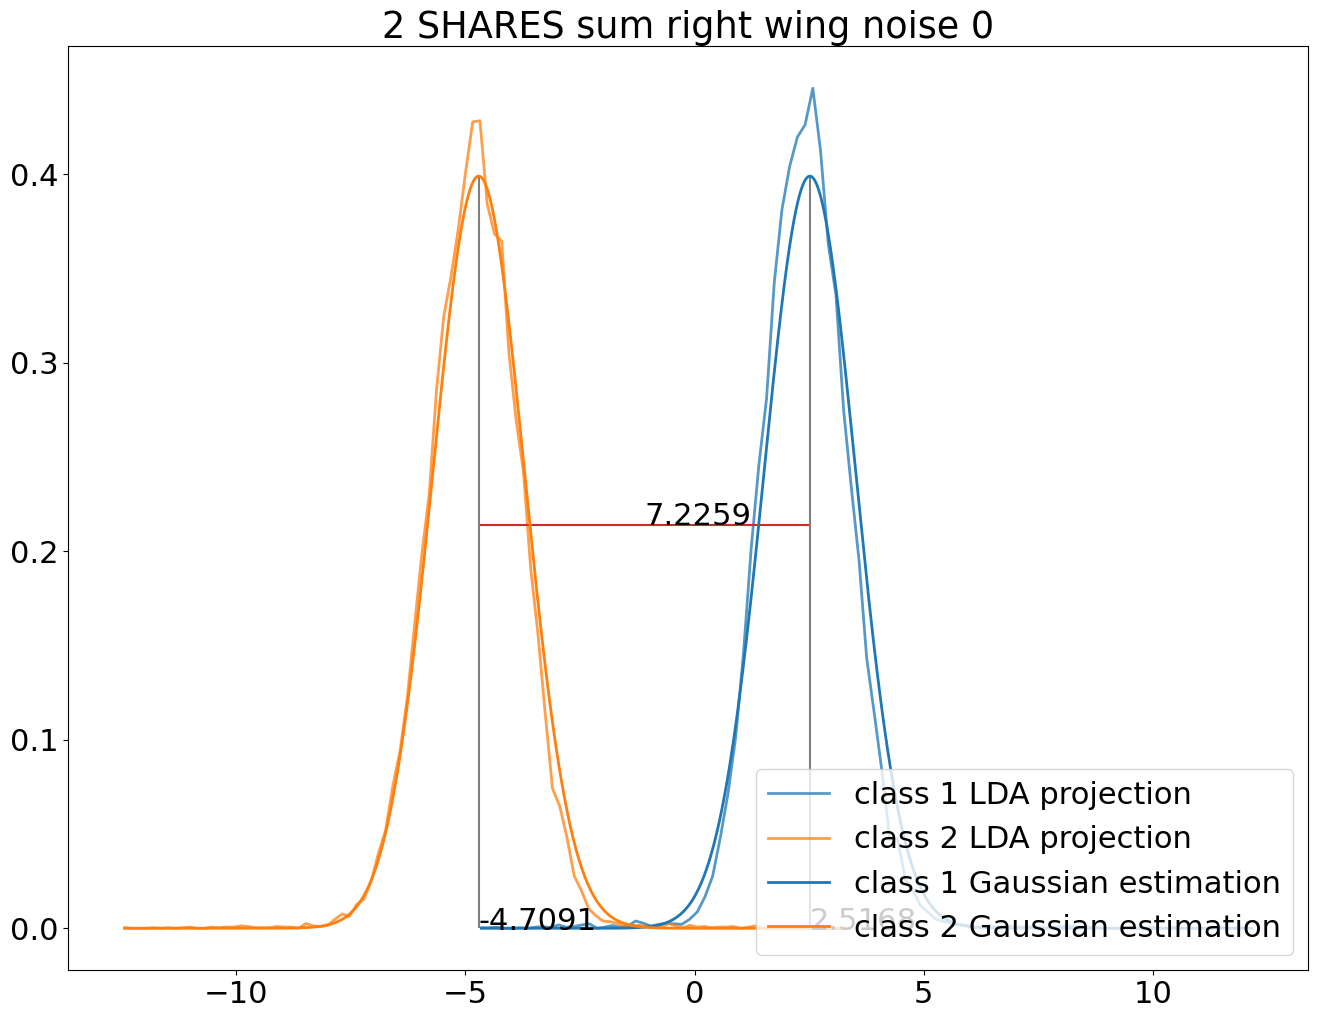 2 SHARES sum right wing noise 0
0.4
0.3
0.2
0.1
0.0
7.2259
-4.7091
2.5168
class 1 LDA projection
class 2 LDA projection
class 1 Gaussian estimation
class 2 Gaussian estimation
−10
−5
0
5
10